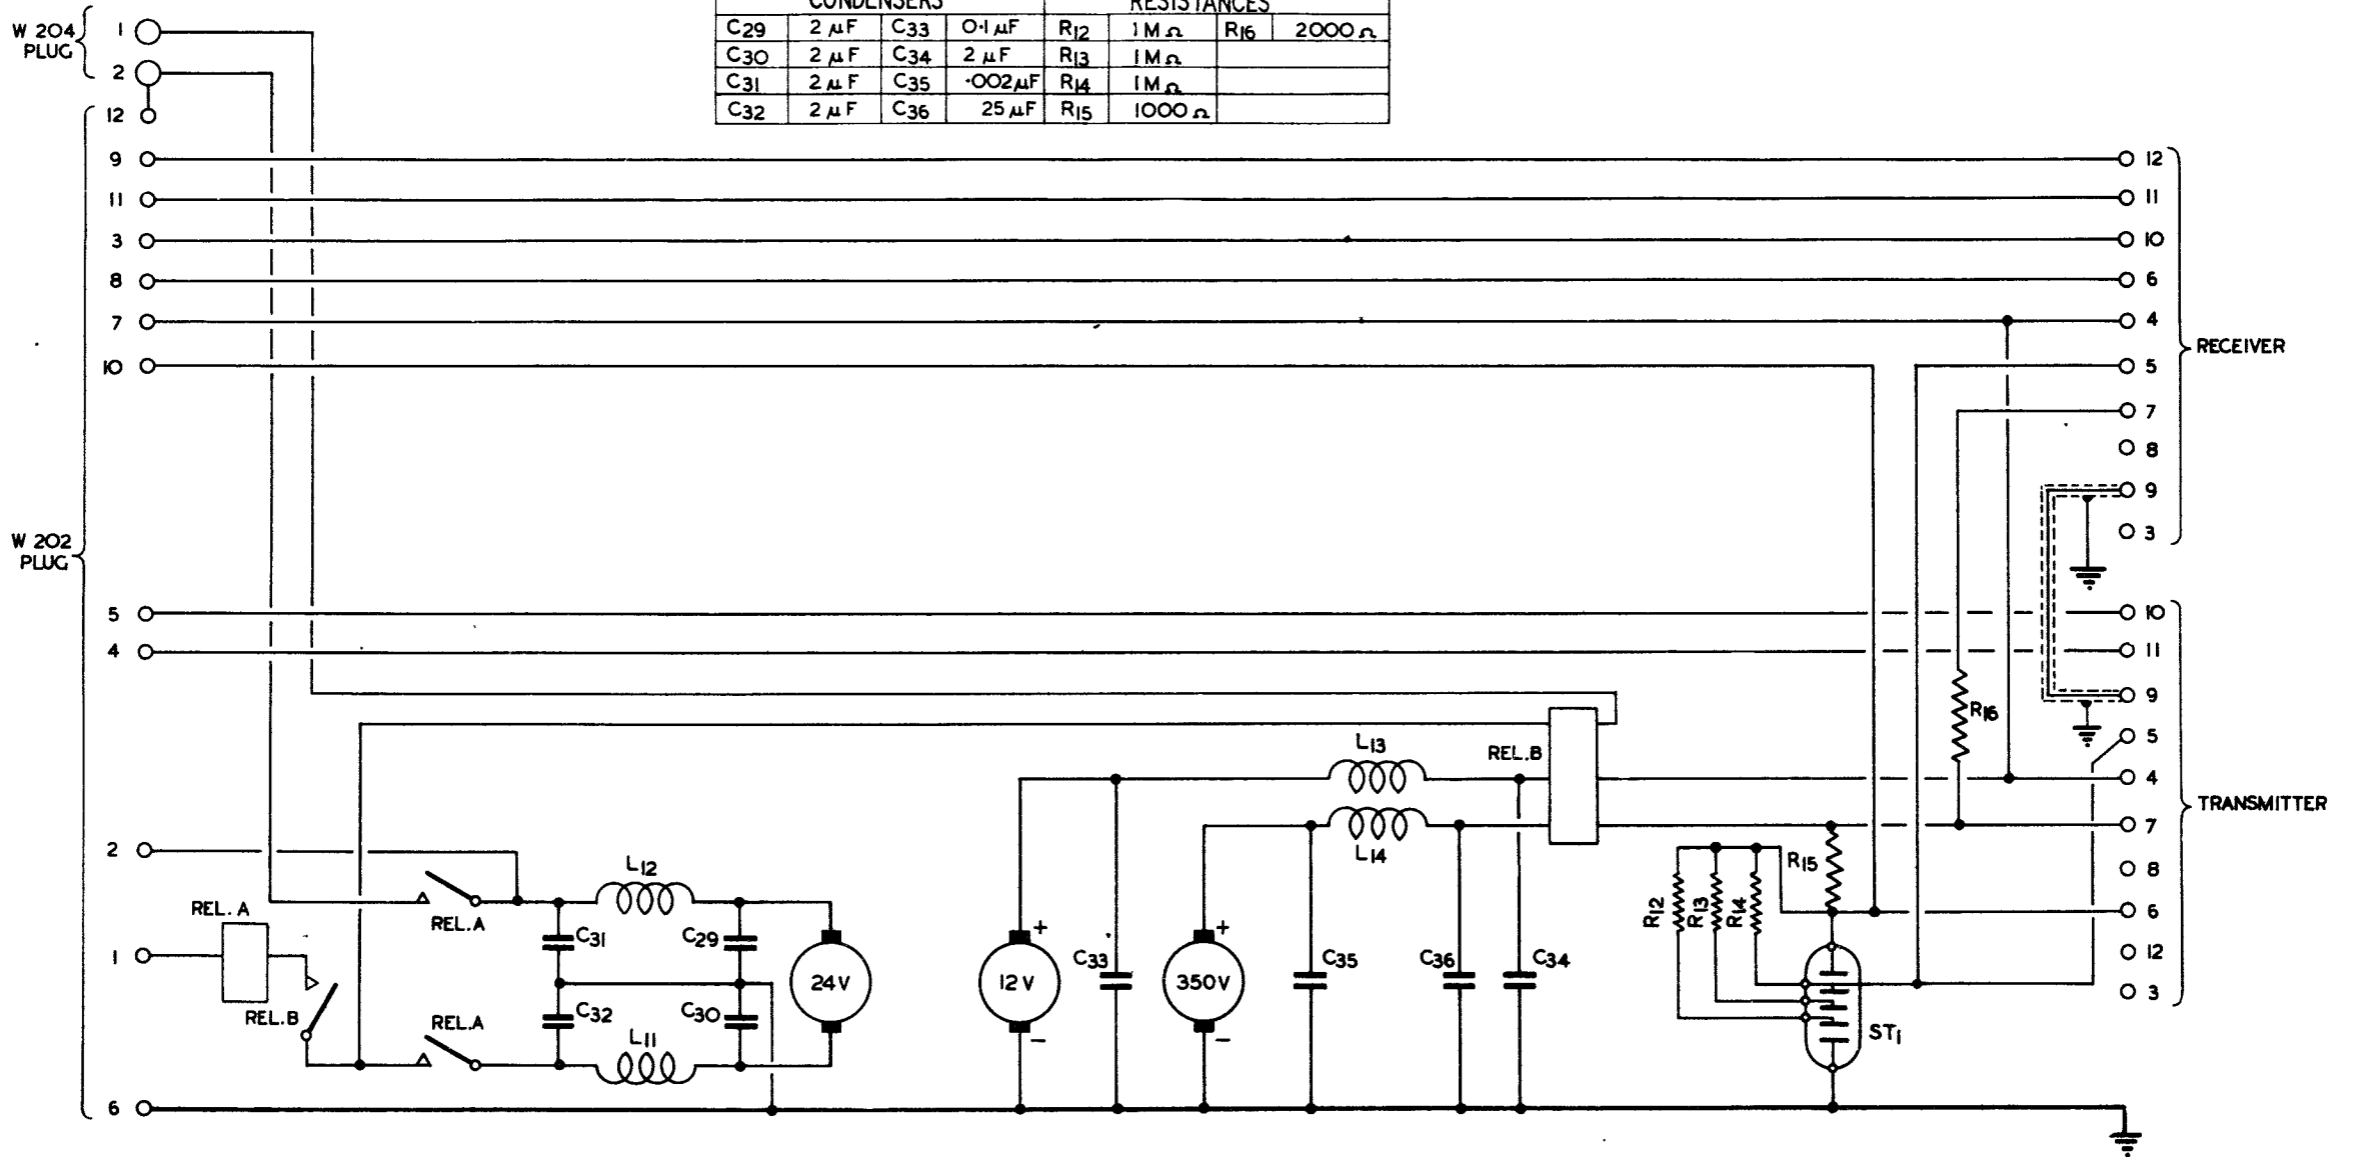 CONDENSERS RESISTANCES
C29 2 µF C33 0·1 µF R12 1 M Ω R16 2000 Ω
C30 2 µF C34 2 µF R13 1 M Ω
C31 2 µF C35 ·002 µF R14 1 M Ω
C32 2 µF C36 25 µF R15 1000 Ω
W 204
PLUG
1
2
12
9
11
3
8
7
10
W 202
PLUG
5
4
2
1
6
12
11
10
6
4
5
7
8
9
3
RECEIVER
10
11
9
5
4
7
8
6
12
3
TRANSMITTER
REL. A
REL.B
REL.A
REL.A
L12
L11
C31
C32
C29
C30
24V
+
12V
−
C33
+
350V
−
C35
L13
L14
C36
C34
REL.B
R12
R13
R14
R15
R16
ST1